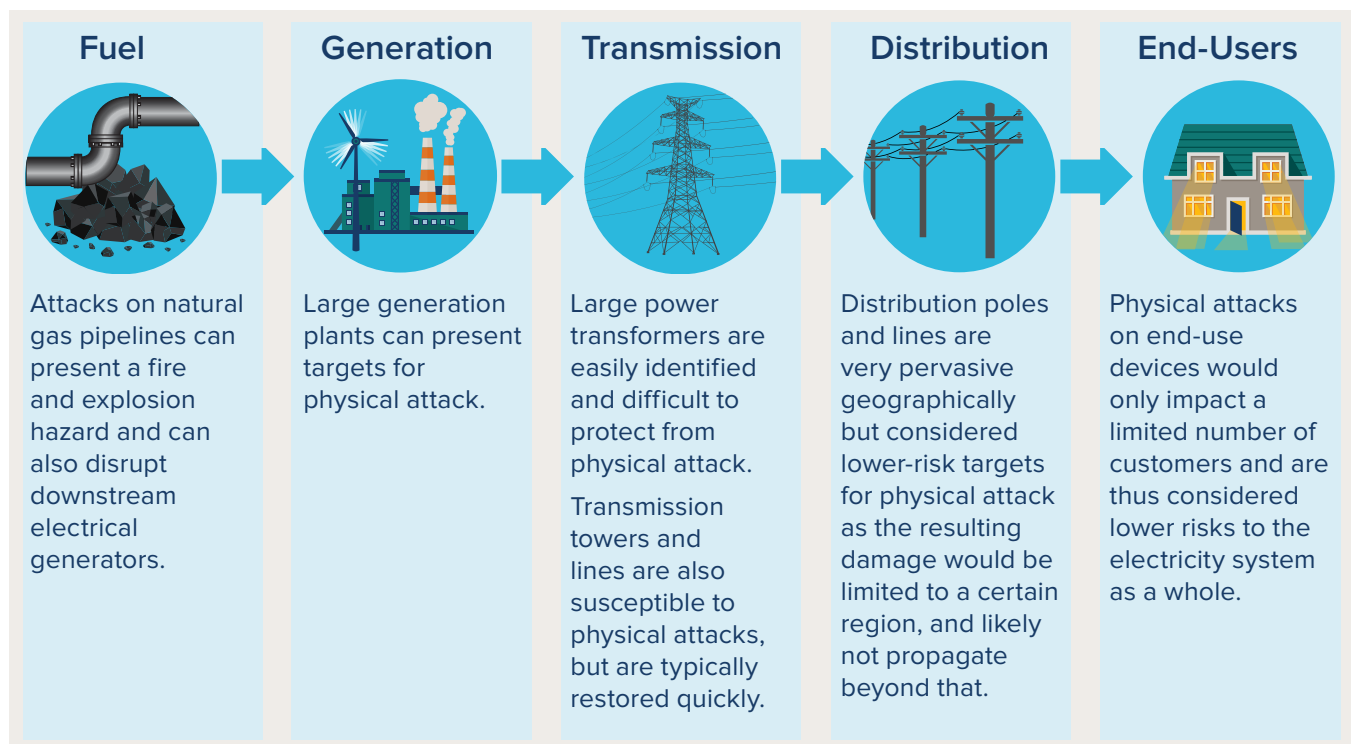 Fuel
Attacks on natural
gas pipelines can
present a fire
and explosion
hazard and can
also disrupt
downstream
electrical
generators.
Generation
Large generation
plants can present
targets for
physical attack.
Transmission
Large power
transformers are
easily identified
and difficult to
protect from
physical attack.
Transmission
towers and
lines are also
susceptible to
physical attacks,
but are typically
restored quickly.
Distribution
Distribution poles
and lines are
very pervasive
geographically
but considered
lower-risk targets
for physical attack
as the resulting
damage would be
limited to a certain
region, and likely
not propagate
beyond that.
End-Users
Physical attacks
on end-use
devices would
only impact a
limited number of
customers and are
thus considered
lower risks to the
electricity system
as a whole.